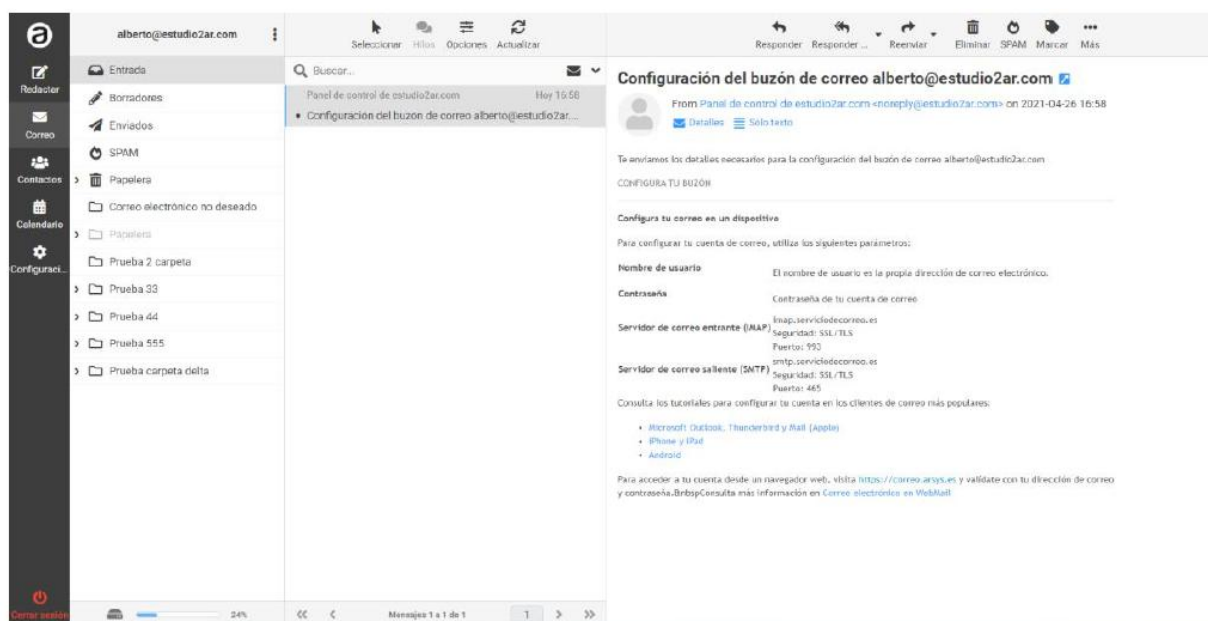 a
alberto@estudio2ar.com
Redactar
Correo
Contactos
Calendario
Configuraci...
Cerrar sesión
Entrada
Borradores
Enviados
SPAM
Papelera
Correo electrónico no deseado
Papelera
Prueba 2 carpeta
Prueba 33
Prueba 44
Prueba 555
Prueba carpeta delta
24%
Seleccionar Hilos Opciones Actualizar
Buscar...
Panel de control de estudio2ar.com Hoy 16:58
Configuración del buzón de correo alberto@estudio2ar....
Mensajes 1 a 1 de 1 1
Responder Responder ... Reenviar Eliminar SPAM Marcar Más
Configuración del buzón de correo alberto@estudio2ar.com
From Panel de control de estudio2ar.com <noreply@estudio2ar.com> on 2021-04-26 16:58
Detalles Sólo texto
Te enviamos los detalles necesarios para la configuración del buzón de correo alberto@estudio2ar.com
CONFIGURA TU BUZÓN
Configura tu correo en un dispositivo
Para configurar tu cuenta de correo, utiliza los siguientes parámetros:
Nombre de usuario El nombre de usuario es la propia dirección de correo electrónico.
Contraseña Contraseña de tu cuenta de correo
Servidor de correo entrante (IMAP) imap.serviciodecorreo.es
Seguridad: SSL/TLS
Puerto: 993
Servidor de correo saliente (SMTP) smtp.serviciodecorreo.es
Seguridad: SSL/TLS
Puerto: 465
Consulta los tutoriales para configurar tu cuenta en los clientes de correo más populares:
Microsoft Outlook, Thunderbird y Mail (Apple)
iPhone y iPad
Android
Para acceder a tu cuenta desde un navegador web, visita https://correo.arsys.es y valídate con tu dirección de correo
y contraseña.BnbspConsulta más información en Correo electrónico en WebMail